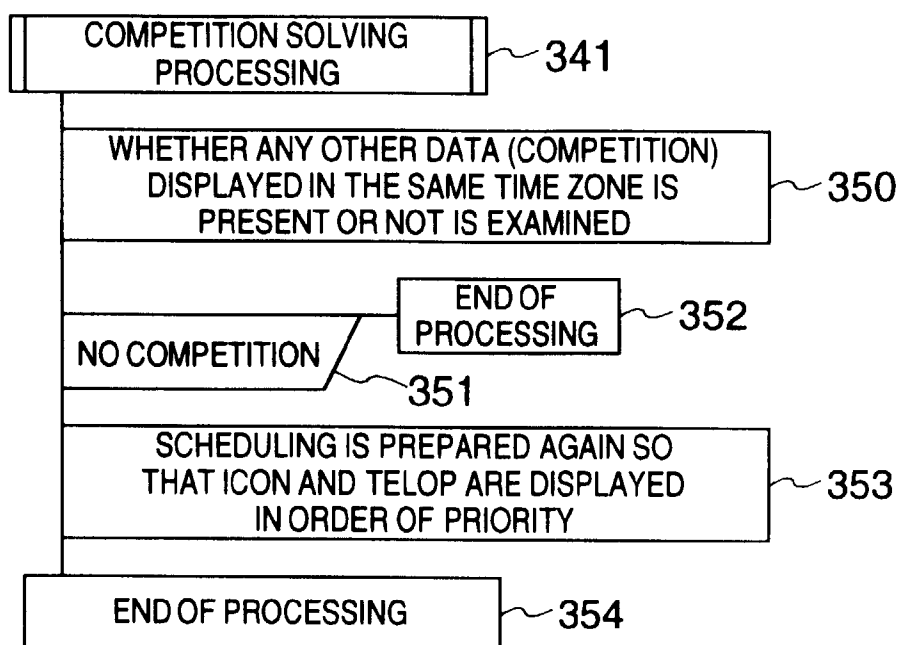 COMPETITION SOLVING
PROCESSING
341
WHETHER ANY OTHER DATA (COMPETITION)
DISPLAYED IN THE SAME TIME ZONE IS
PRESENT OR NOT IS EXAMINED
350
END OF
PROCESSING
352
NO COMPETITION
351
SCHEDULING IS PREPARED AGAIN SO
THAT ICON AND TELOP ARE DISPLAYED
IN ORDER OF PRIORITY
353
END OF PROCESSING
354